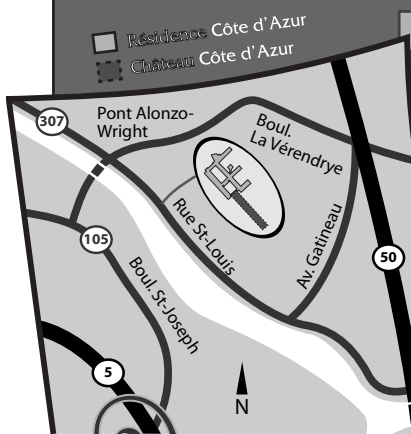 Résidence Côte d'Azur
Château Côte d'Azur
307
Pont Alonzo-
Wright
Boul.
La Vérendrye
Rue St-Louis
Av. Gatineau
105
Boul. St-Joseph
50
5
N